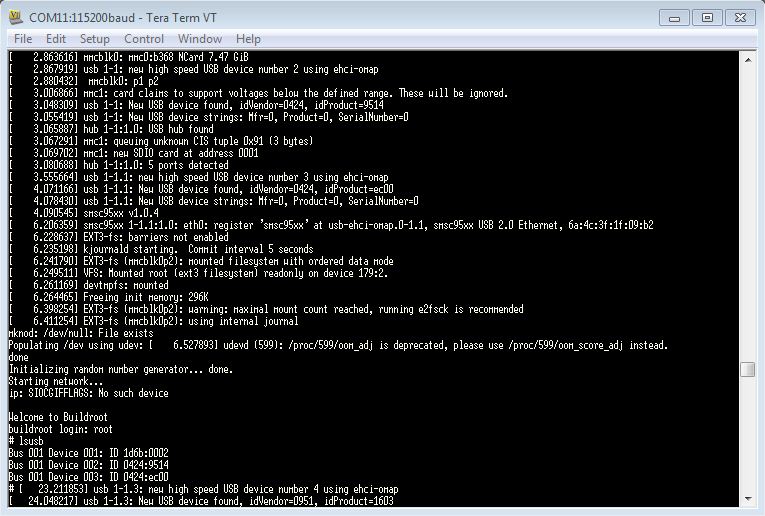 COM11:115200baud - Tera Term VT
File Edit Setup Control Window Help
[    2.863616] mmcblk0: mmc0:b368 NCard 7.47 GiB
[    2.867919] usb 1-1: new high speed USB device number 2 using ehci-omap
[    2.880432]  mmcblk0: p1 p2
[    3.006866] mmc1: card claims to support voltages below the defined range. These will be ignored.
[    3.048309] usb 1-1: New USB device found, idVendor=0424, idProduct=9514
[    3.055419] usb 1-1: New USB device strings: Mfr=0, Product=0, SerialNumber=0
[    3.065887] hub 1-1:1.0: USB hub found
[    3.067291] mmc1: queuing unknown CIS tuple 0x91 (3 bytes)
[    3.069702] mmc1: new SDIO card at address 0001
[    3.080688] hub 1-1:1.0: 5 ports detected
[    3.555664] usb 1-1.1: new high speed USB device number 3 using ehci-omap
[    4.071166] usb 1-1.1: New USB device found, idVendor=0424, idProduct=ec00
[    4.078430] usb 1-1.1: New USB device strings: Mfr=0, Product=0, SerialNumber=0
[    4.090545] smsc95xx v1.0.4
[    6.206359] smsc95xx 1-1.1:1.0: eth0: register 'smsc95xx' at usb-ehci-omap.0-1.1, smsc95xx USB 2.0 Ethernet, 6a:4c:3f:1f:09:b2
[    6.228637] EXT3-fs: barriers not enabled
[    6.235198] kjournald starting.  Commit interval 5 seconds
[    6.241790] EXT3-fs (mmcblk0p2): mounted filesystem with ordered data mode
[    6.249511] VFS: Mounted root (ext3 filesystem) readonly on device 179:2.
[    6.261169] devtmpfs: mounted
[    6.264465] Freeing init memory: 296K
[    6.398254] EXT3-fs (mmcblk0p2): warning: maximal mount count reached, running e2fsck is recommended
[    6.411254] EXT3-fs (mmcblk0p2): using internal journal
mknod: /dev/null: File exists
Populating /dev using udev: [    6.527893] udevd (599): /proc/599/oom_adj is deprecated, please use /proc/599/oom_score_adj instead.
done
Initializing random number generator... done.
Starting network...
ip: SIOCGIFFLAGS: No such device
Welcome to Buildroot
buildroot login: root
# lsusb
Bus 001 Device 001: ID 1d6b:0002
Bus 001 Device 002: ID 0424:9514
Bus 001 Device 003: ID 0424:ec00
# [   23.211853] usb 1-1.3: new high speed USB device number 4 using ehci-omap
[   24.048217] usb 1-1.3: New USB device found, idVendor=0951, idProduct=1603